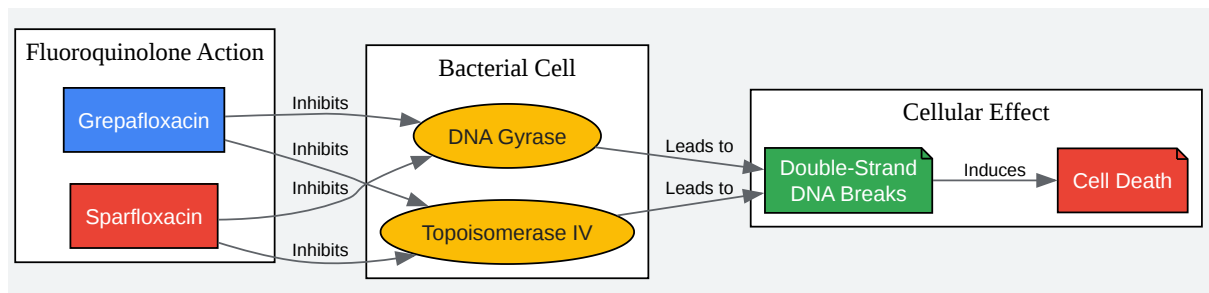 Fluoroquinolone Action
Grepafloxacin
Sparfloxacin
Inhibits
Inhibits
Inhibits
Inhibits
Bacterial Cell
DNA Gyrase
Topoisomerase IV
Leads to
Leads to
Cellular Effect
Double-Strand
DNA Breaks
Induces
Cell Death